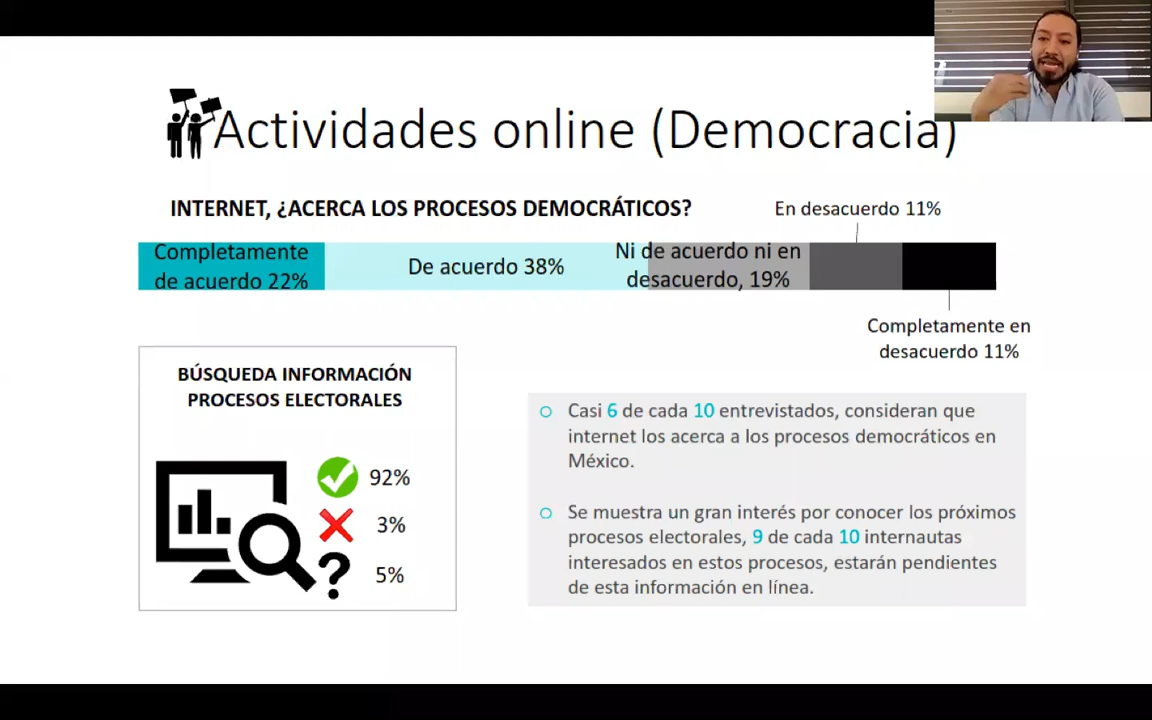 Actividades online (Democracia)
INTERNET, ¿ACERCA LOS PROCESOS DEMOCRÁTICOS?
En desacuerdo 11%
Completamente
de acuerdo 22%
De acuerdo 38%
Ni de acuerdo ni en
desacuerdo, 19%
Completamente en
desacuerdo 11%
BÚSQUEDA INFORMACIÓN
PROCESOS ELECTORALES
92%
3%
? 5%
Casi 6 de cada 10 entrevistados, consideran que
internet los acerca a los procesos democráticos en
México.
Se muestra un gran interés por conocer los próximos
procesos electorales, 9 de cada 10 internautas
interesados en estos procesos, estarán pendientes
de esta información en línea.